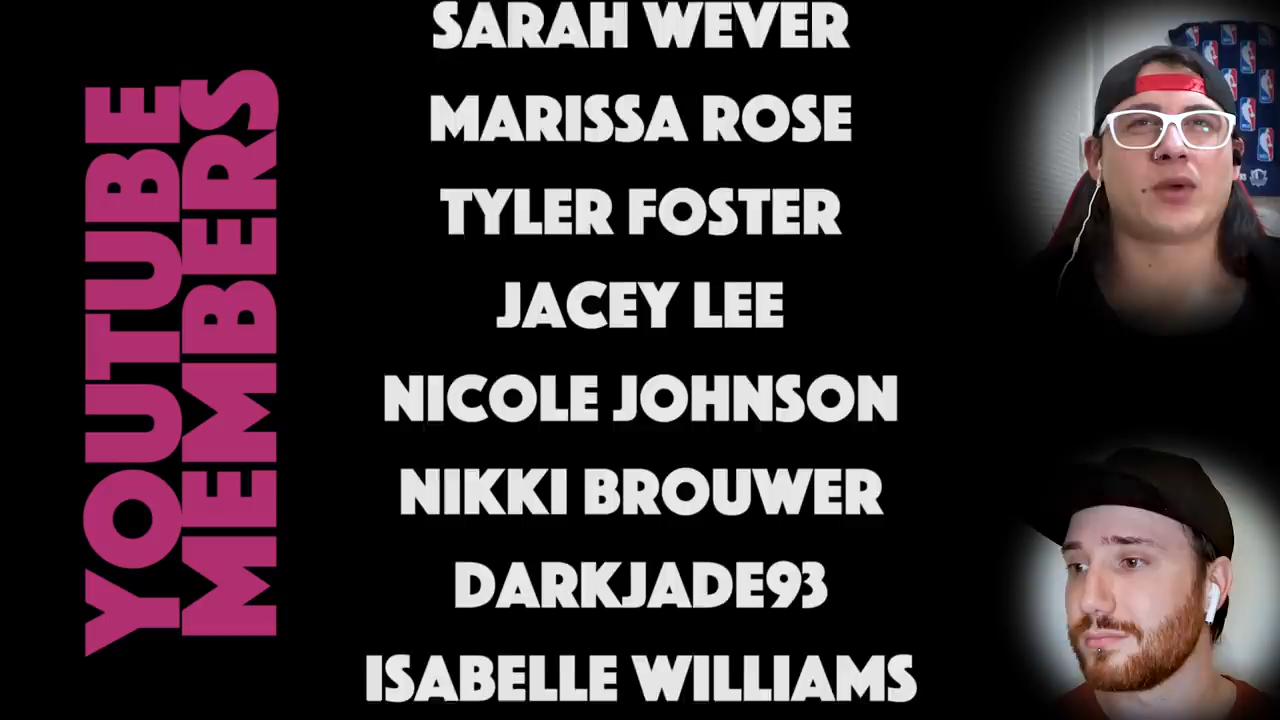 YOUTUBE
MEMBERS
SARAH WEVER
MARISSA ROSE
TYLER FOSTER
JACEY LEE
NICOLE JOHNSON
NIKKI BROUWER
DARKJADE93
ISABELLE WILLIAMS